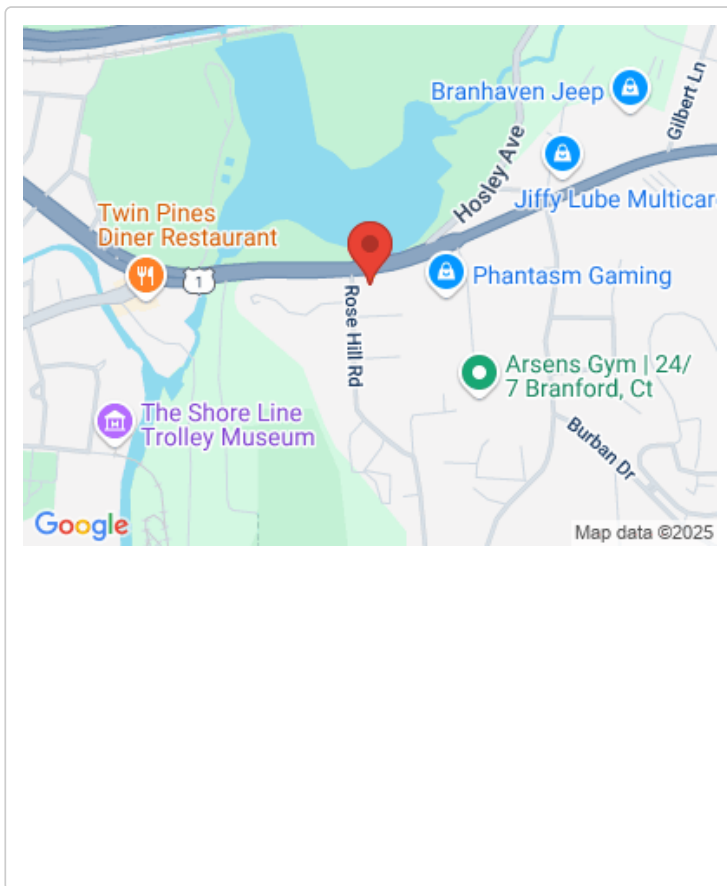 Branhaven Jeep
Gilbert Ln
Hosley Ave
Jiffy Lube Multicar
Twin Pines
Diner Restaurant
1
Phantasm Gaming
Rose Hill Rd
Arsens Gym | 24/
7 Branford, Ct
The Shore Line
Trolley Museum
Burban Dr
Google
Map data ©2025